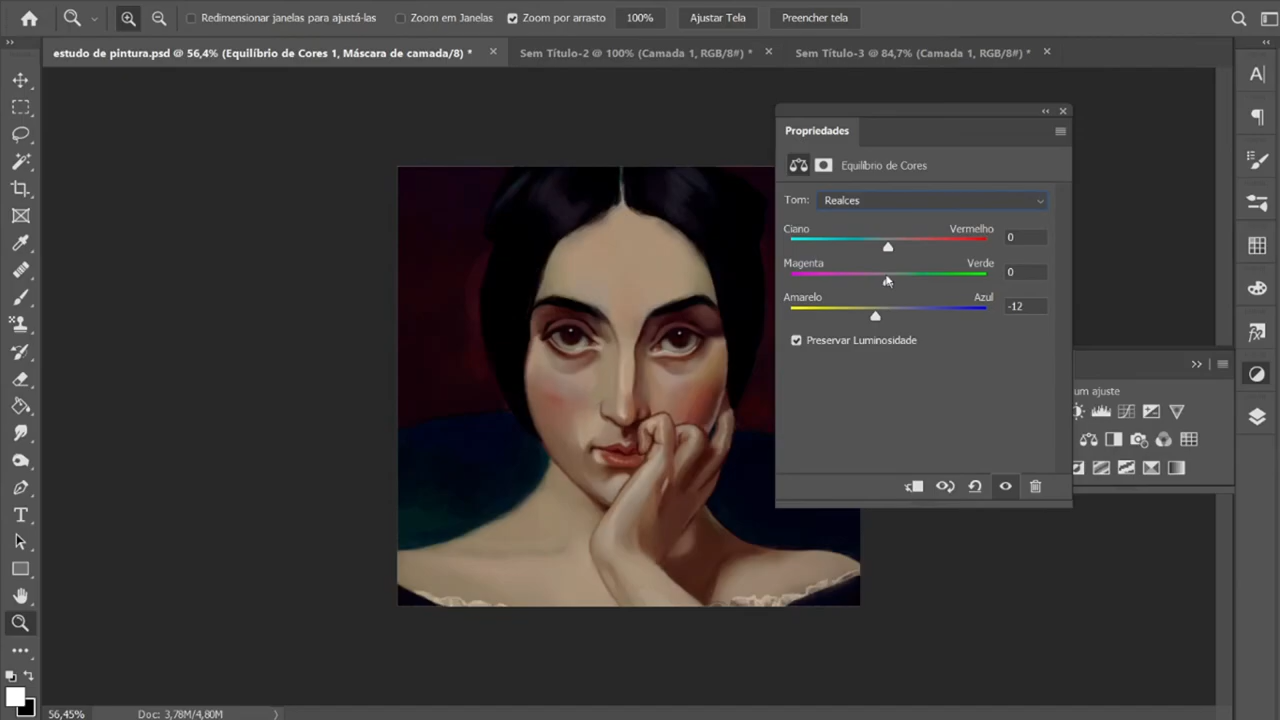 Redimensionar janelas para ajustá-las Zoom em Janelas Zoom por arrasto 100% Ajustar Tela Preencher tela
estudo de pintura.psd @ 56,4% (Equilíbrio de Cores 1, Máscara de camada/8) * Sem Título-2 @ 100% (Camada 1, RGB/8#) * Sem Título-3 @ 84,7% (Camada 1, RGB/8#) *
Propriedades
Equilíbrio de Cores
Tom: Realces
Ciano Vermelho 0
Magenta Verde 0
Amarelo Azul -12
Preservar Luminosidade
um ajuste
56,45% Doc: 3,78M/4,80M